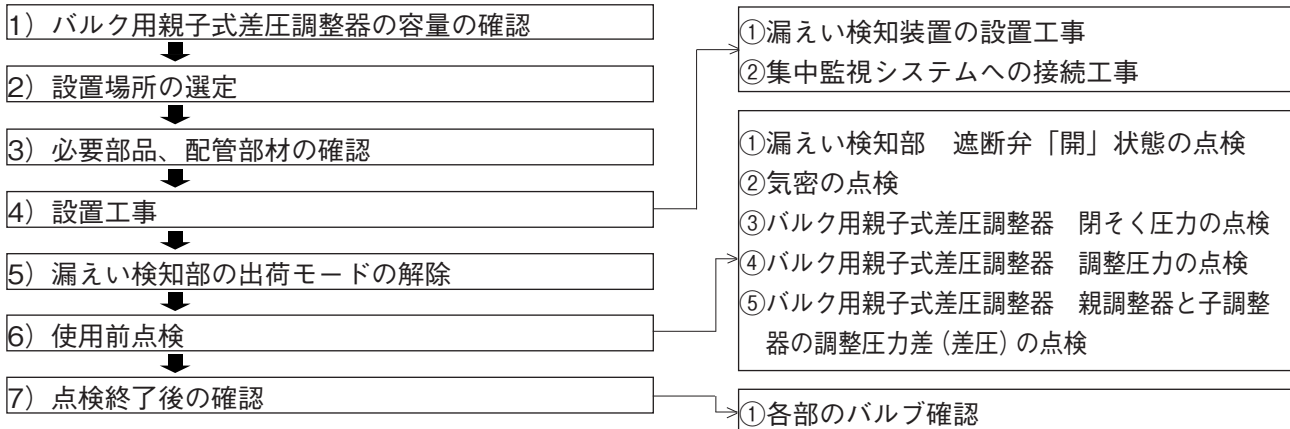 1）バルク用親子式差圧調整器の容量の確認
2）設置場所の選定
3）必要部品、配管部材の確認
4）設置工事
5）漏えい検知部の出荷モードの解除
6）使用前点検
7）点検終了後の確認
①漏えい検知装置の設置工事
②集中監視システムへの接続工事
①漏えい検知部　遮断弁「開」状態の点検
②気密の点検
③バルク用親子式差圧調整器　閉そく圧力の点検
④バルク用親子式差圧調整器　調整圧力の点検
⑤バルク用親子式差圧調整器　親調整器と子調整
器の調整圧力差（差圧）の点検
①各部のバルブ確認